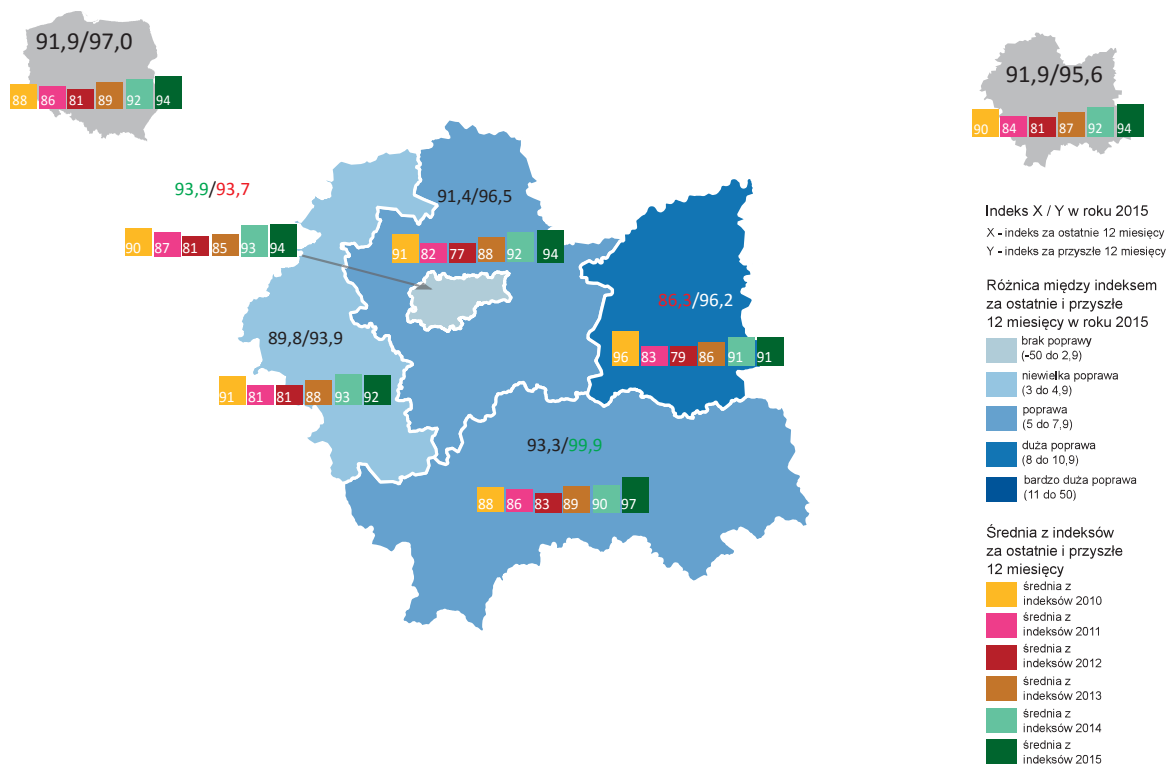 91,9/97,0
88 86 81 89 92 94
91,9/95,6
90 84 81 87 92 94
93,9/93,7
90 87 81 85 93 94
91,4/96,5
91 82 77 88 92 94
86,3/96,2
96 83 79 86 91 91
89,8/93,9
91 81 81 88 93 92
93,3/99,9
88 86 83 89 90 97
Indeks X / Y w roku 2015
X - indeks za ostatnie 12 miesięcy
Y - indeks za przyszłe 12 miesięcy
Różnica między indeksem
za ostatnie i przyszłe
12 miesięcy w roku 2015
brak poprawy
(-50 do 2,9)
niewielka poprawa
(3 do 4,9)
poprawa
(5 do 7,9)
duża poprawa
(8 do 10,9)
bardzo duża poprawa
(11 do 50)
Średnia z indeksów
za ostatnie i przyszłe
12 miesięcy
średnia z
indeksów 2010
średnia z
indeksów 2011
średnia z
indeksów 2012
średnia z
indeksów 2013
średnia z
indeksów 2014
średnia z
indeksów 2015